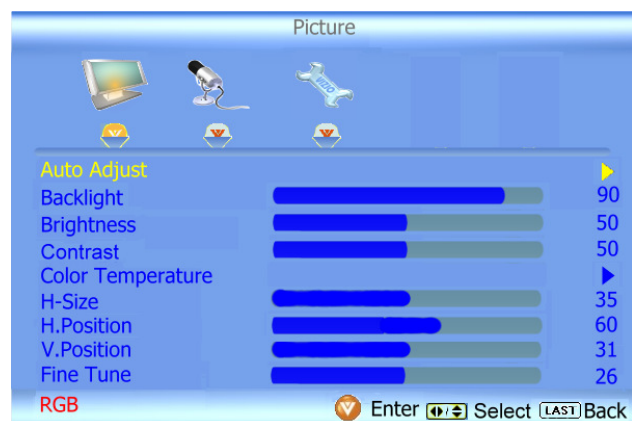 Picture
VIZIO
Auto Adjust
Backlight 90
Brightness 50
Contrast 50
Color Temperature
H-Size 35
H.Position 60
V.Position 31
Fine Tune 26
RGB
Enter Select LAST Back